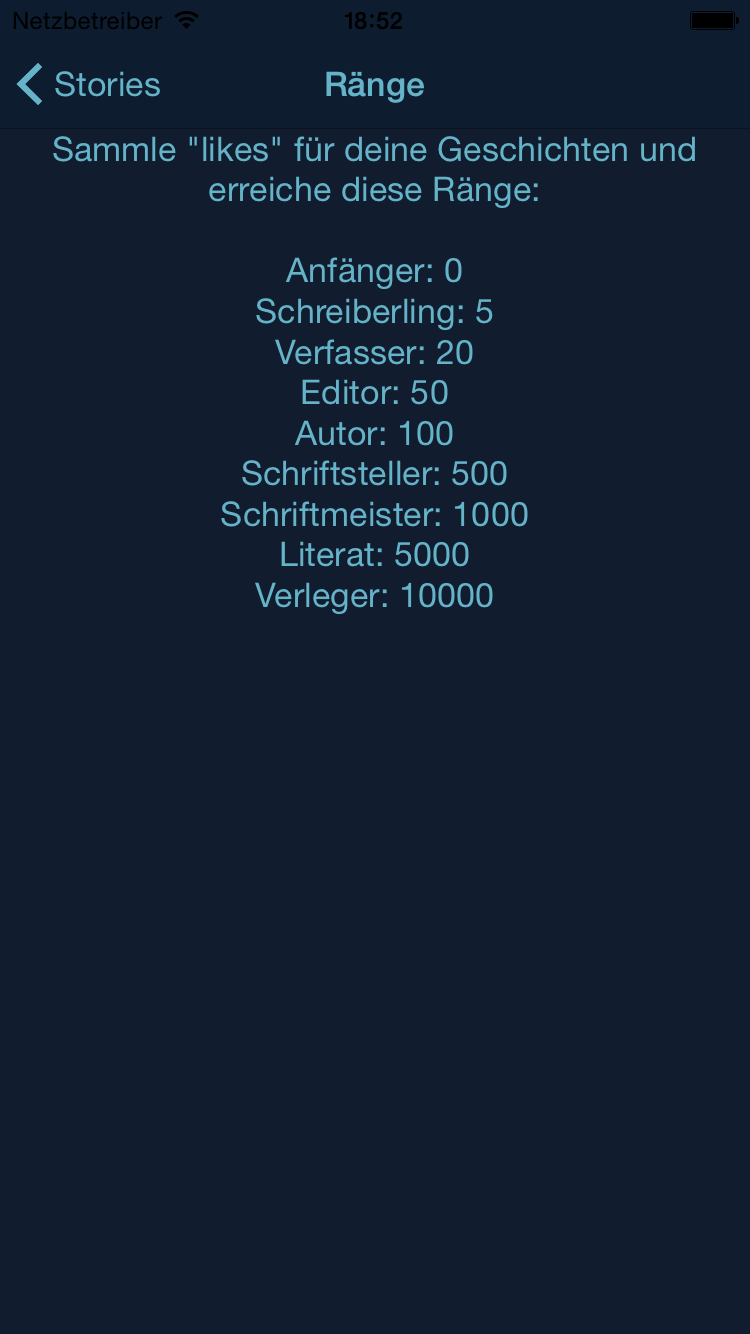 Netzbetreiber 18:52
Stories Ränge
Sammle "likes" für deine Geschichten und
erreiche diese Ränge:
Anfänger: 0
Schreiberling: 5
Verfasser: 20
Editor: 50
Autor: 100
Schriftsteller: 500
Schriftmeister: 1000
Literat: 5000
Verleger: 10000